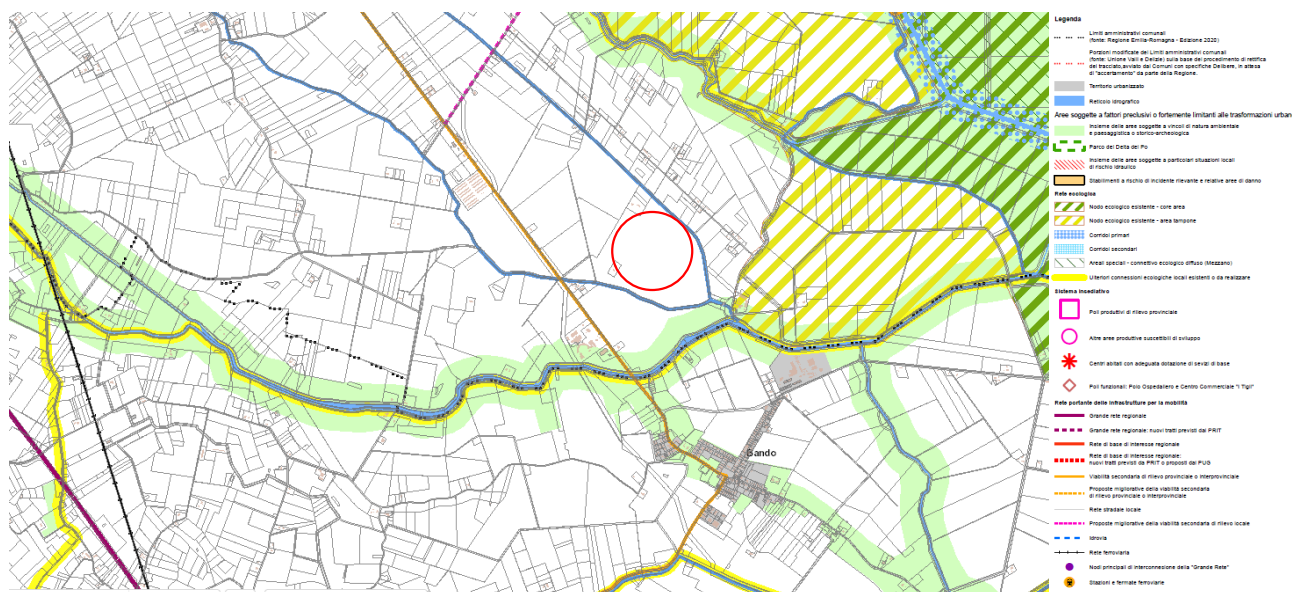 Legenda
Limiti amministrativi comunali
(fonte: Regione Emilia-Romagna - Edizione 2020)
Porzioni modificate dei Limiti amministrativi comunali
(fonte: Unione Valli e Delizie) sulla base del procedimento di rettifica
del tracciato,avviato dai Comuni con specifiche Delibere, in attesa
di "accertamento" da parte della Regione.
Territorio urbanizzato
Reticolo idrografico
Aree soggette a fattori preclusivi o fortemente limitanti alle trasformazioni urban
Insieme delle aree soggette a vincoli di natura ambientale
e paesaggistica o storico-archeologica
Parco del Delta del Po
Insieme delle aree soggette a particolari situazioni locali
di rischio idraulico
Stabilimenti a rischio di incidente rilevante e relative aree di danno
Rete ecologica
Nodo ecologico esistente - core area
Nodo ecologico esistente - area tampone
Corridoi primari
Corridoi secondari
Areali speciali - connettivo ecologico diffuso (Mezzano)
Ulteriori connessioni ecologiche locali esistenti o da realizzare
Sistema insediativo
Poli produttivi di rilievo provinciale
Altre aree produttive suscettibili di sviluppo
Centri abitati con adeguata dotazione di sevizi di base
Poli funzionali: Polo Ospedaliero e Centro Commerciale "I Tigli"
Rete portante delle infrastrutture per la mobilità
Grande rete regionale
Grande rete regionale: nuovi tratti previsti dal PRIT
Rete di base di interesse regionale
Rete di base di interesse regionale:
nuovi tratti previsti da PRIT o proposti dal PUG
Viabilità secondaria di rilievo provinciale o interprovinciale
Proposte migliorative della viabilità secondaria
di rilievo provinciale o interprovinciale
Rete stradale locale
Proposte migliorative della viabilità secondaria di rilievo locale
Idrovia
Rete ferroviaria
Nodi principali di interconnessione della "Grande Rete"
Stazioni e fermate ferroviarie
Bando